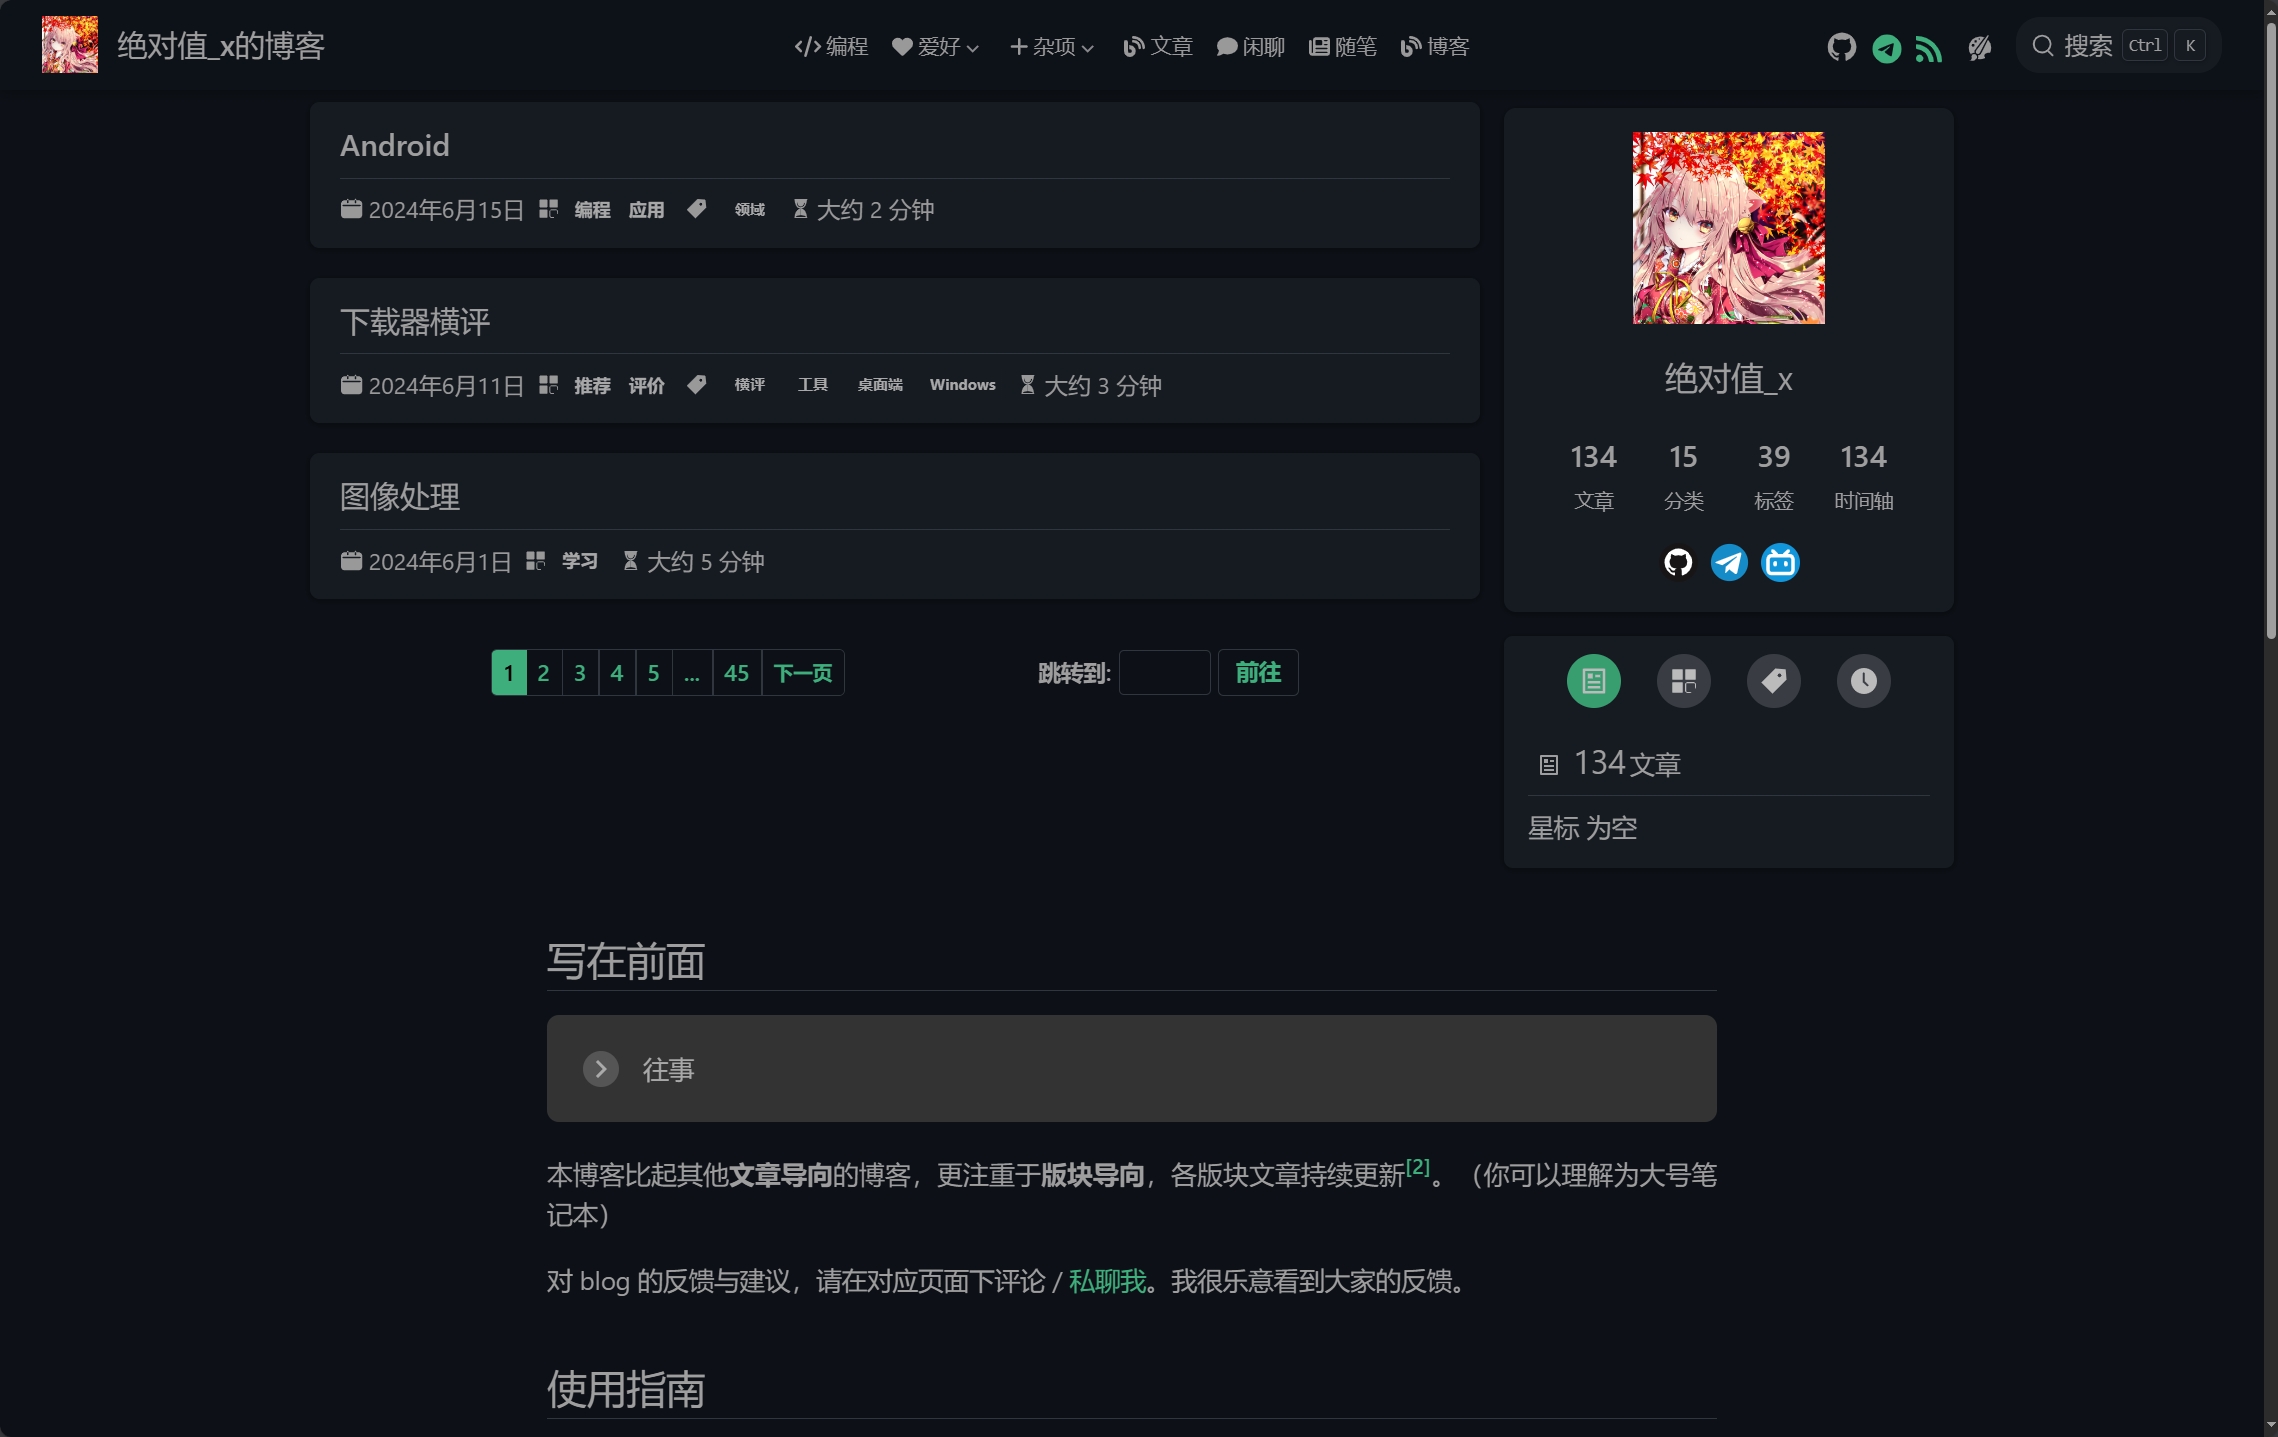 绝对值_x的博客
编程 爱好 杂项 文章 闲聊 随笔 博客
搜索 Ctrl K
Android
2024年6月15日 编程 应用 领域 大约 2 分钟
下载器横评
2024年6月11日 推荐 评价 横评 工具 桌面端 Windows 大约 3 分钟
图像处理
2024年6月1日 学习 大约 5 分钟
1 2 3 4 5 ... 45 下一页
跳转到: 前往
绝对值_x
134 15 39 134
文章 分类 标签 时间轴
134 文章
星标 为空
写在前面
往事
本博客比起其他文章导向的博客，更注重于版块导向，各版块文章持续更新[2]。（你可以理解为大号笔
记本）
对 blog 的反馈与建议，请在对应页面下评论 / 私聊我。我很乐意看到大家的反馈。
使用指南